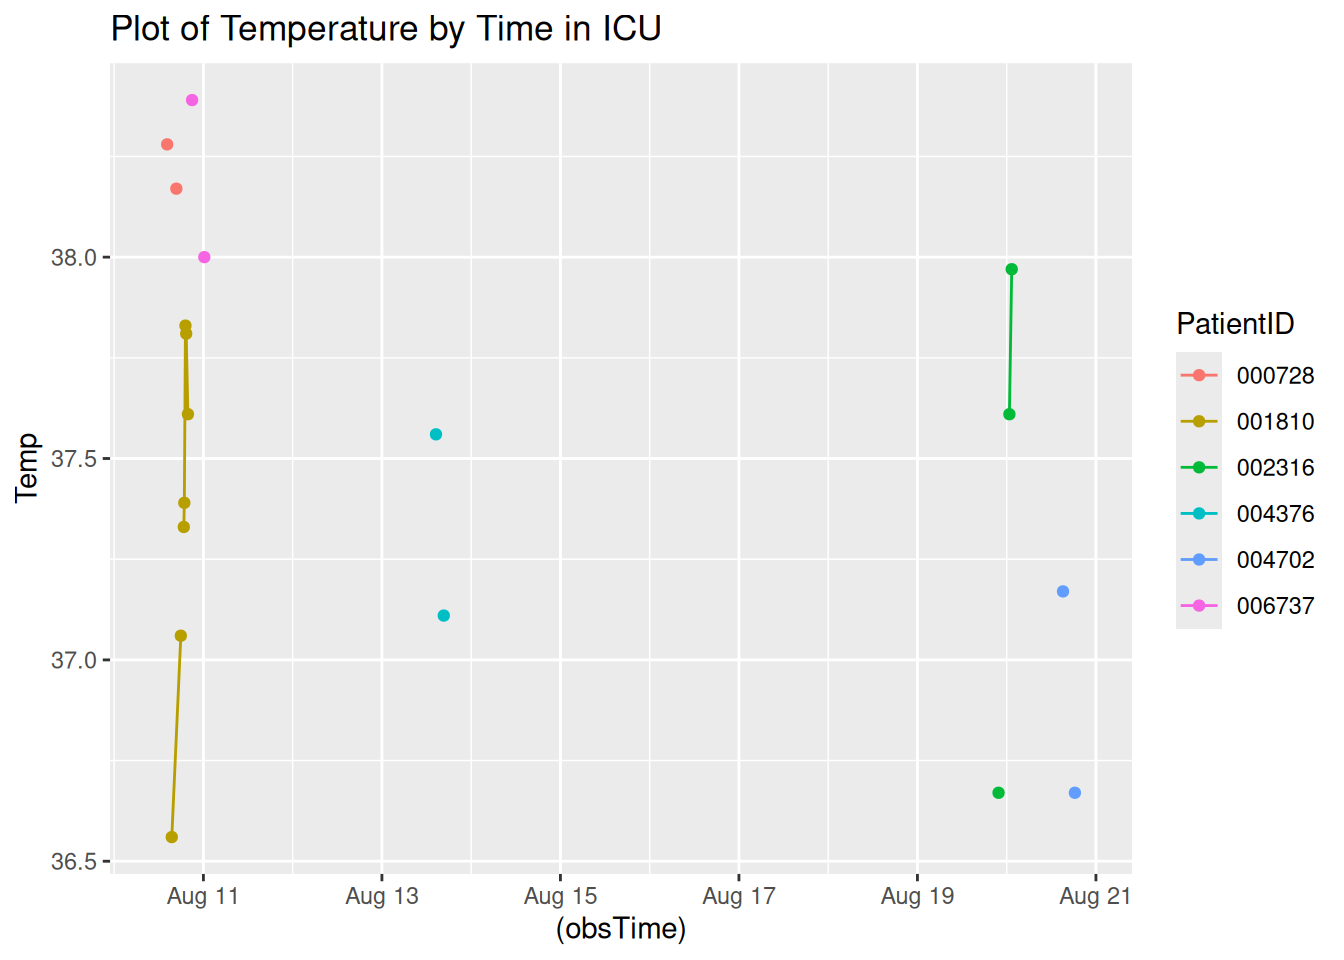 Plot of Temperature by Time in ICU
38.0
37.5
37.0
36.5
Temp
Aug 11
Aug 13
Aug 15
Aug 17
Aug 19
Aug 21
(obsTime)
PatientID
000728
001810
002316
004376
004702
006737